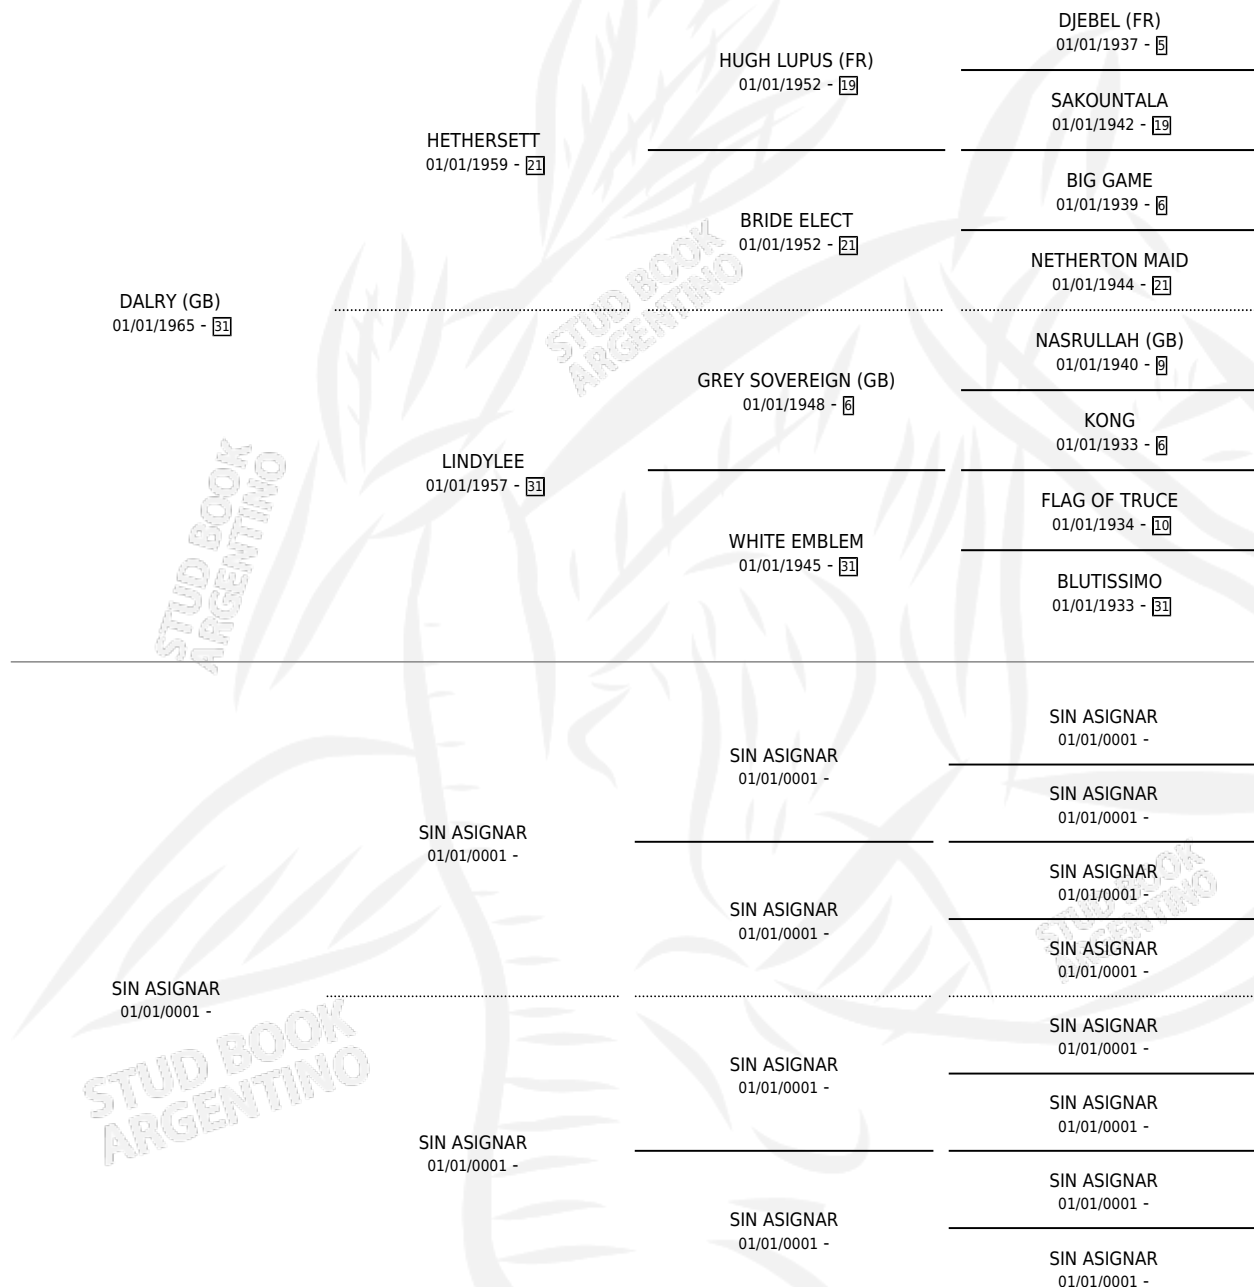 DJEBEL (FR)
01/01/1937 - 5
HUGH LUPUS (FR)
01/01/1952 - 19
SAKOUNTALA
01/01/1942 - 19
HETHERSETT
01/01/1959 - 21
BIG GAME
01/01/1939 - 6
BRIDE ELECT
01/01/1952 - 21
NETHERTON MAID
01/01/1944 - 21
DALRY (GB)
01/01/1965 - 31
STUD BOOK
ARGENTINO
NASRULLAH (GB)
01/01/1940 - 9
GREY SOVEREIGN (GB)
01/01/1948 - 6
KONG
01/01/1933 - 6
LINDYLEE
01/01/1957 - 31
FLAG OF TRUCE
01/01/1934 - 10
WHITE EMBLEM
01/01/1945 - 31
BLUTISSIMO
01/01/1933 - 31
STUD BOOK
ARGENTINO
SIN ASIGNAR
01/01/0001 -
SIN ASIGNAR
01/01/0001 -
SIN ASIGNAR
01/01/0001 -
SIN ASIGNAR
01/01/0001 -
SIN ASIGNAR
01/01/0001 -
SIN ASIGNAR
01/01/0001 -
SIN ASIGNAR
01/01/0001 -
STUD BOOK
ARGENTINO
SIN ASIGNAR
01/01/0001 -
STUD BOOK
ARGENTINO
SIN ASIGNAR
01/01/0001 -
SIN ASIGNAR
01/01/0001 -
SIN ASIGNAR
01/01/0001 -
SIN ASIGNAR
01/01/0001 -
SIN ASIGNAR
01/01/0001 -
SIN ASIGNAR
01/01/0001 -
SIN ASIGNAR
01/01/0001 -